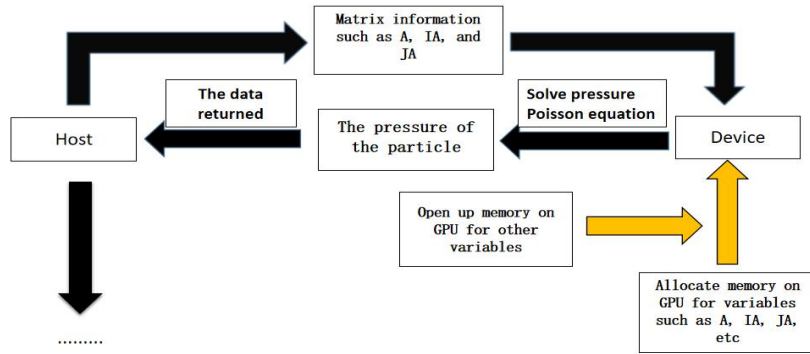 Matrix information
such as A, IA, and
JA
The data
returned
Solve pressure
Poisson equation
Host
The pressure of
the particle
Device
Open up memory on
GPU for other
variables
Allocate memory on
GPU for variables
such as A, IA, JA,
etc
.........